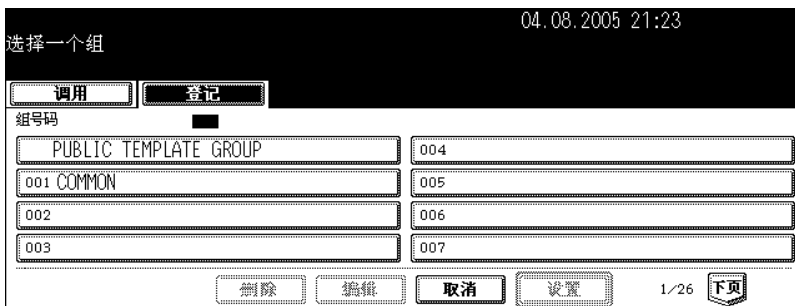 04.08.2005 21:23
选择一个组
调用 登记
组号码
PUBLIC TEMPLATE GROUP 004
001 COMMON 005
002 006
003 007
删除 编辑 取消 设置 1/26 下页